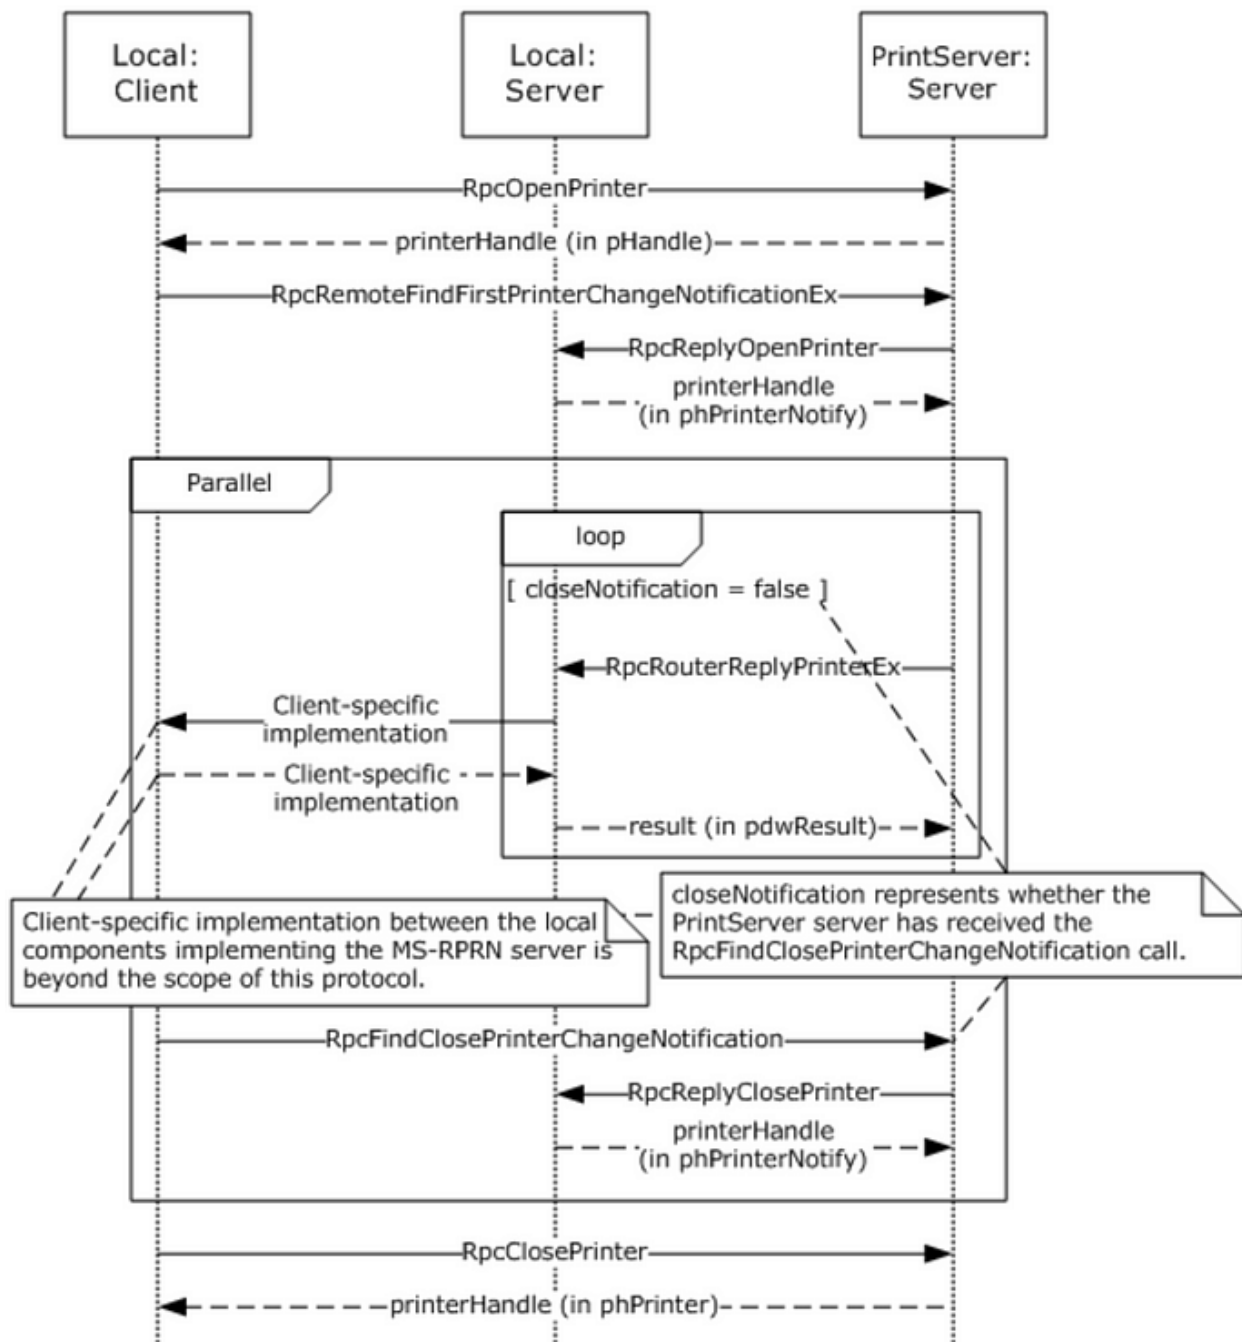 Local:
Client
Local:
Server
PrintServer:
Server
RpcOpenPrinter
printerHandle (in pHandle)
RpcRemoteFindFirstPrinterChangeNotificationEx
RpcReplyOpenPrinter
printerHandle
(in phPrinterNotify)
Parallel
loop
[ closeNotification = false ]
RpcRouterReplyPrinterEx
Client-specific
implementation
Client-specific
implementation
result (in pdwResult)
closeNotification represents whether the
PrintServer server has received the
RpcFindClosePrinterChangeNotification call.
Client-specific implementation between the local
components implementing the MS-RPRN server is
beyond the scope of this protocol.
RpcFindClosePrinterChangeNotification
RpcReplyClosePrinter
printerHandle
(in phPrinterNotify)
RpcClosePrinter
printerHandle (in phPrinter)